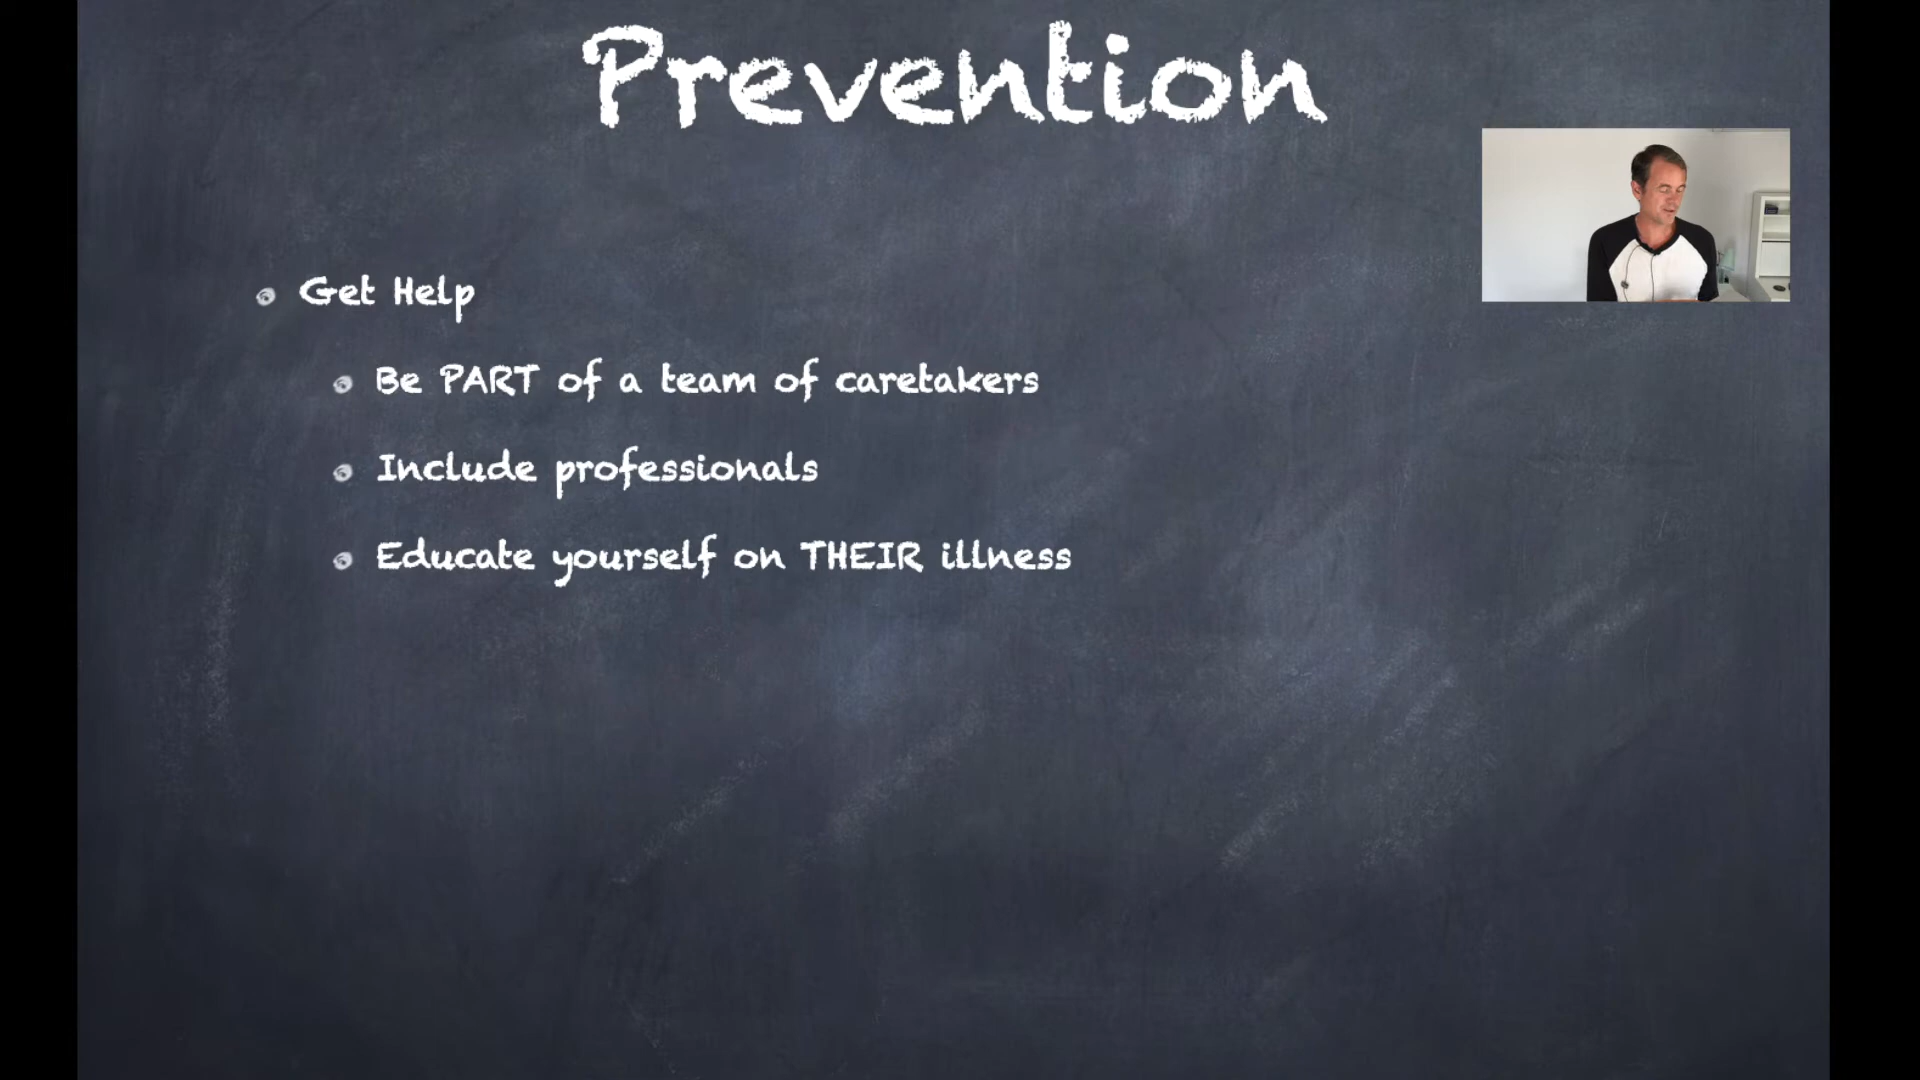 Prevention
Get Help
Be PART of a team of caretakers
Include professionals
Educate yourself on THEIR illness